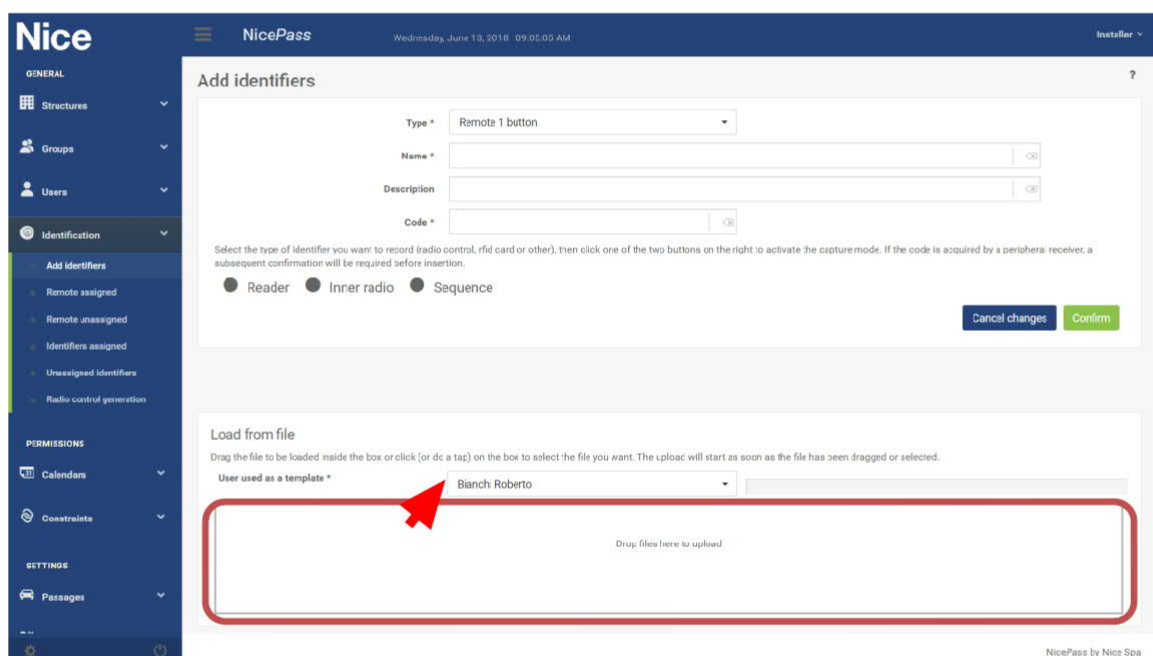 Nice
NicePass
Wednesday, June 13, 2018 09:05:05 AM
Installer
GENERAL
Structures
Groups
Users
Identification
Add identifiers
Remote assigned
Remote unassigned
Identifiers assigned
Unassigned identifiers
Radio control generation
PERMISSIONS
Calendars
Constraints
SETTINGS
Passages
Add identifiers
?
Type * Remote 1 button
Name *
Description
Code *
Select the type of identifier you want to record (radio control, rfid card or other), then click one of the two buttons on the right to activate the capture mode. If the code is acquired by a peripheral receiver, a
subsequent confirmation will be required before insertion.
Reader Inner radio Sequence
Cancel changes Confirm
Load from file
Drag the file to be loaded inside the box or click (or do a tap) on the box to select the file you want. The upload will start as soon as the file has been dragged or selected.
User used as a template * Bianchi Roberto
Drop files here to upload
NicePass by Nice Spa